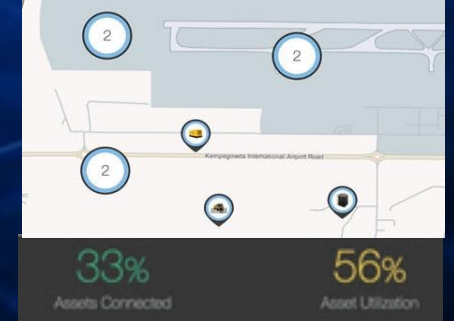 2
2
Kempegowda International Airport Road
2
33% 56%
Assets Connected Asset Utilization